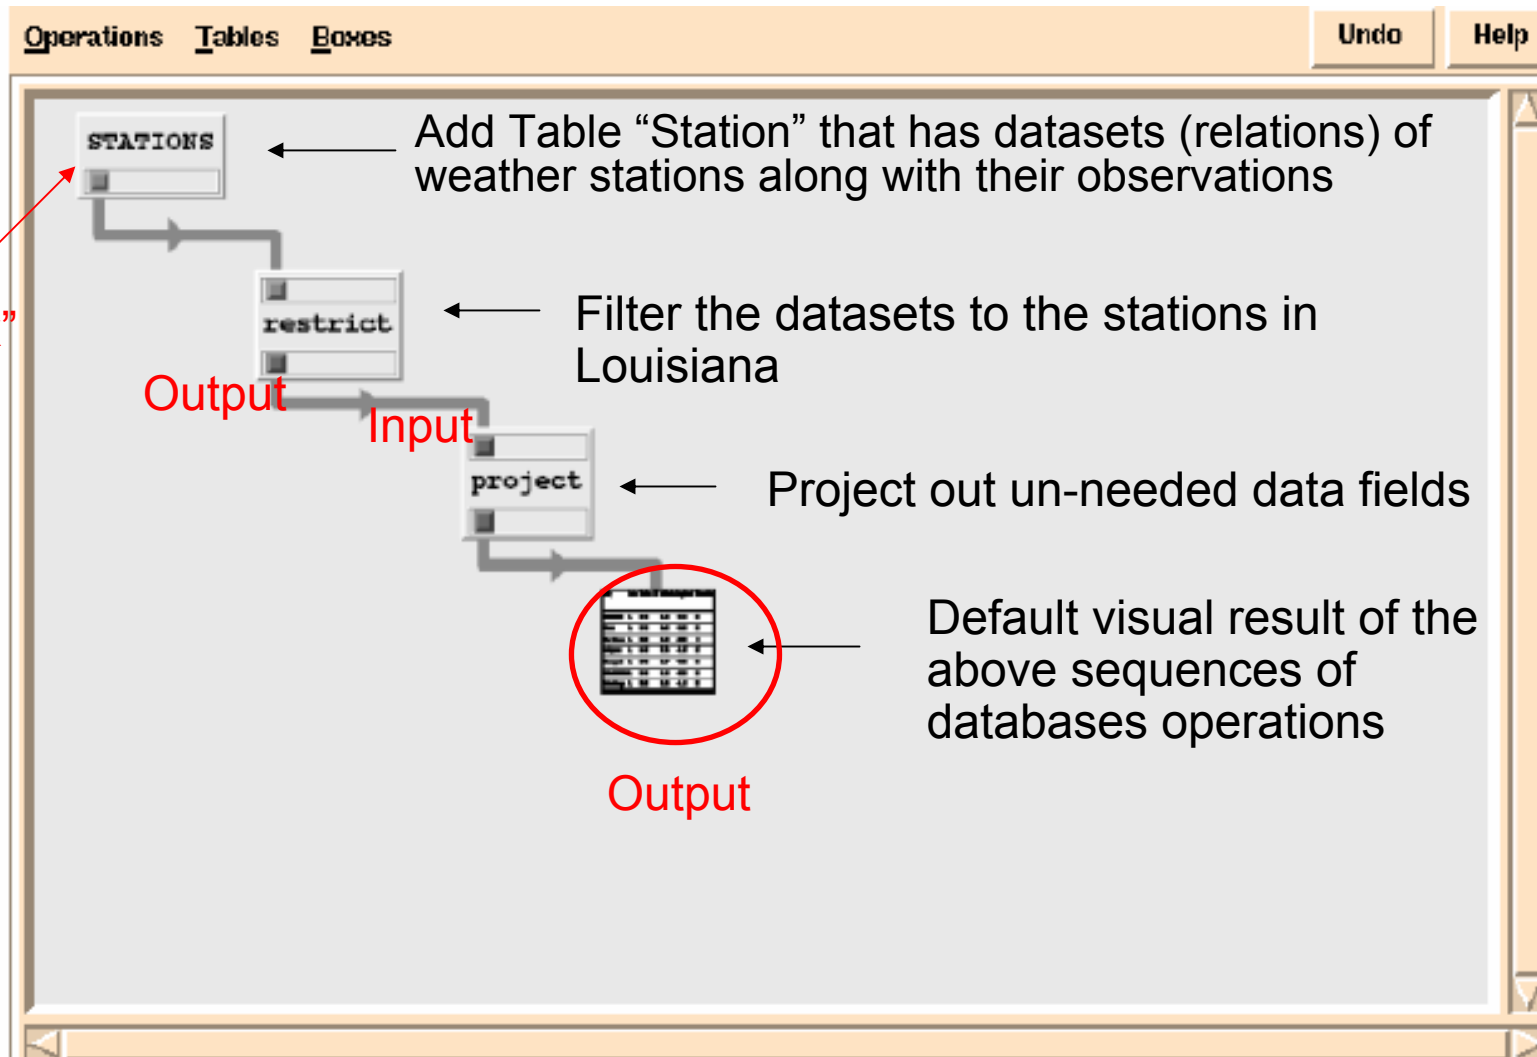 Operations Tables Boxes Undo Help
STATIONS
Add Table “Station” that has datasets (relations) of
weather stations along with their observations
”
restrict
Filter the datasets to the stations in
Louisiana
Output
Input
project
Project out un-needed data fields
Default visual result of the
above sequences of
databases operations
Output